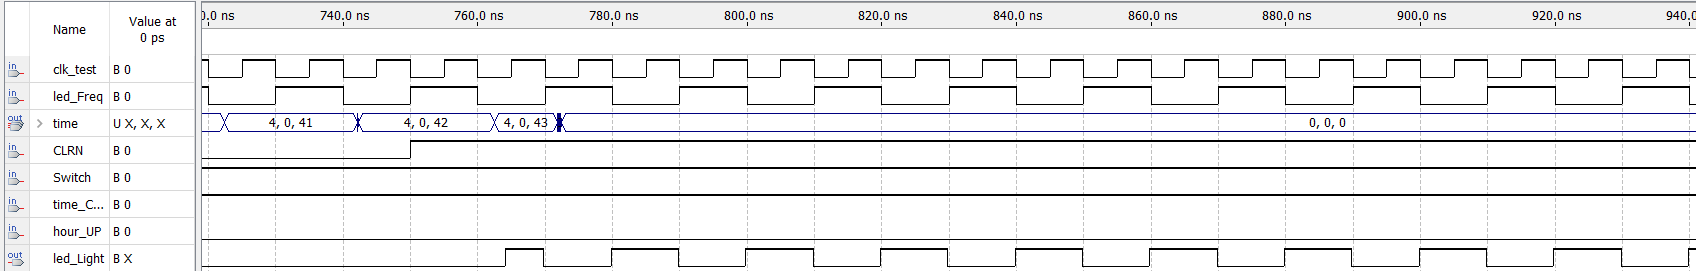 Name
Value at
0 ps
0.0 ns 740.0 ns 760.0 ns 780.0 ns 800.0 ns 820.0 ns 840.0 ns 860.0 ns 880.0 ns 900.0 ns 920.0 ns 940.0
in clk_test B 0
in led_Freq B 0
out > time U X, X, X 4, 0, 41 4, 0, 42 4, 0, 43 0, 0, 0
in CLRN B 0
in Switch B 0
in time_C... B 0
in hour_UP B 0
out led_Light B X